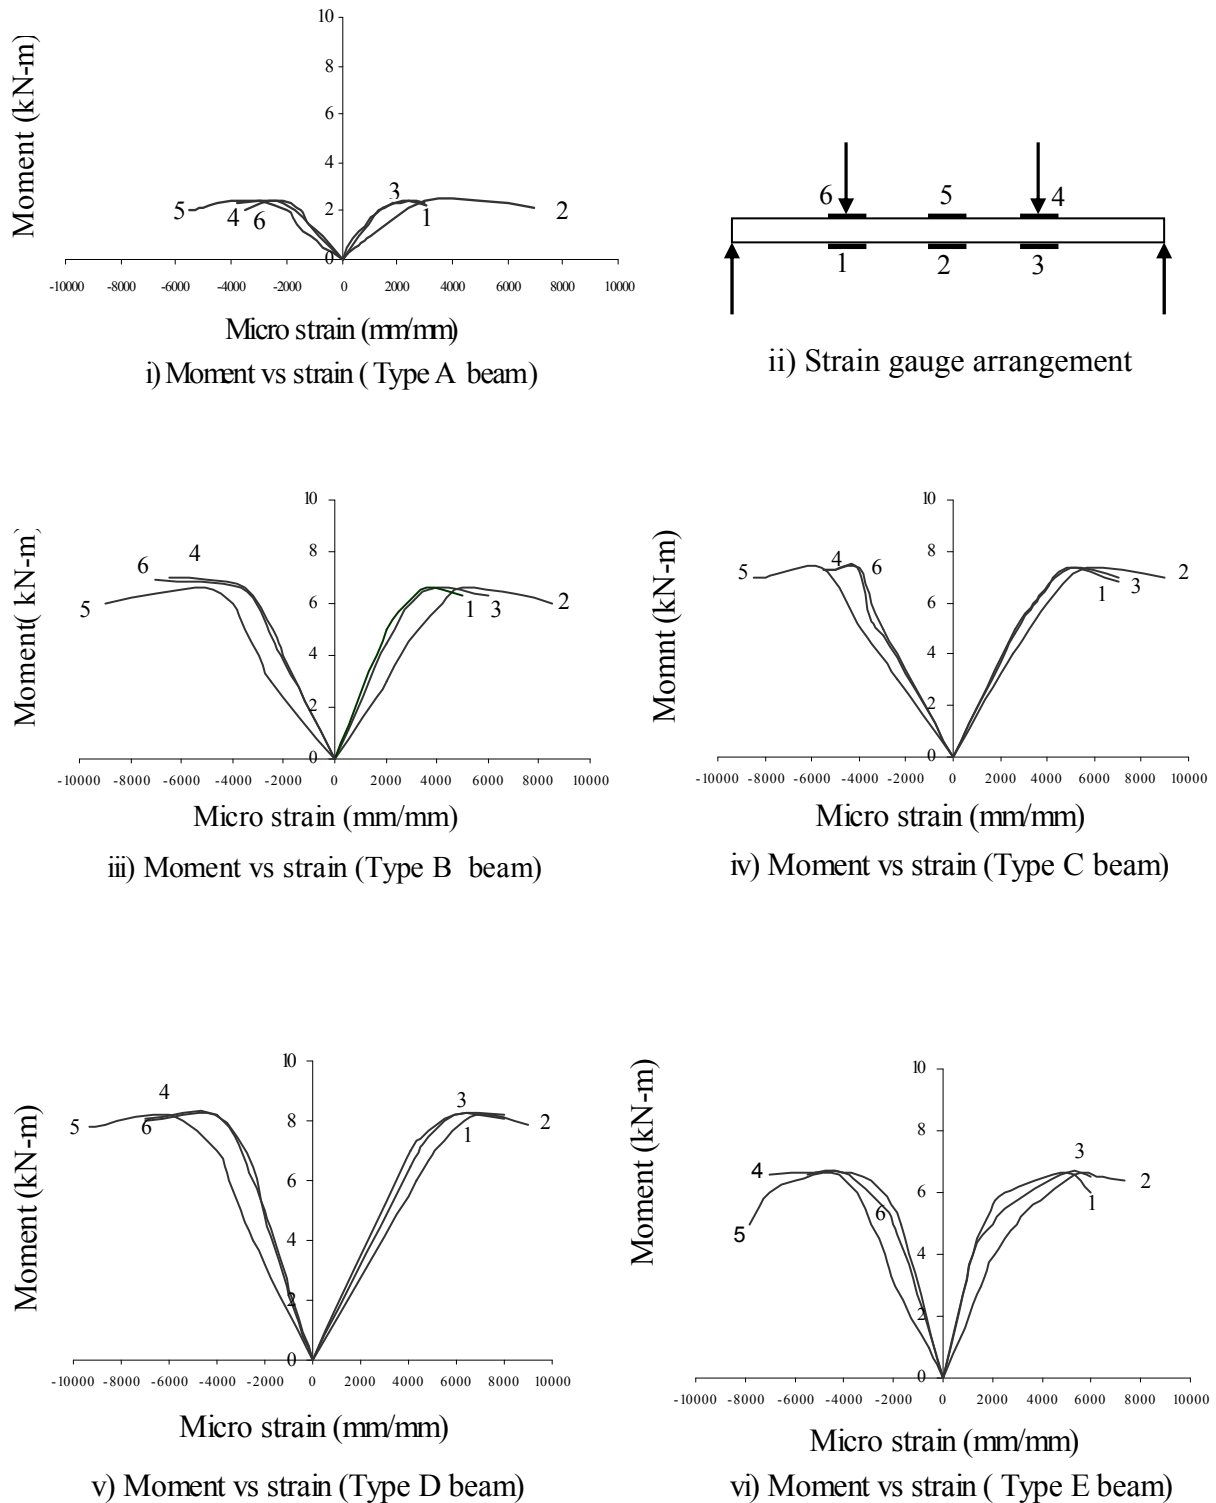 10
8
6
4
2
0
Moment (kN-m)
5 4 6 3 1 2
-10000 -8000 -6000 -4000 -2000 0 2000 4000 6000 8000 10000
Micro strain (mm/mm)
i) Moment vs strain ( Type A beam)
6 5 4
1 2 3
ii) Strain gauge arrangement
10
8
6
4
2
0
Moment( kN-m)
6 4
5 1 3 2
-10000 -8000 -6000 -4000 -2000 0 2000 4000 6000 8000 10000
Micro strain (mm/mm)
iii) Moment vs strain (Type B beam)
10
8
6
4
2
0
Momnt (kN-m)
5 4 6 1 3 2
-10000 -8000 -6000 -4000 -2000 0 2000 4000 6000 8000 10000
Micro strain (mm/mm)
iv) Moment vs strain (Type C beam)
10
8
6
4
2
0
Moment (kN-m)
4 3
5 6 1 2
-10000 -8000 -6000 -4000 -2000 0 2000 4000 6000 8000 10000
Micro strain (mm/mm)
v) Moment vs strain (Type D beam)
10
8
6
4
2
0
Moment (kN-m)
4 3 2
5 6 1
-10000 -8000 -6000 -4000 -2000 0 2000 4000 6000 8000 10000
Micro strain (mm/mm)
vi) Moment vs strain ( Type E beam)